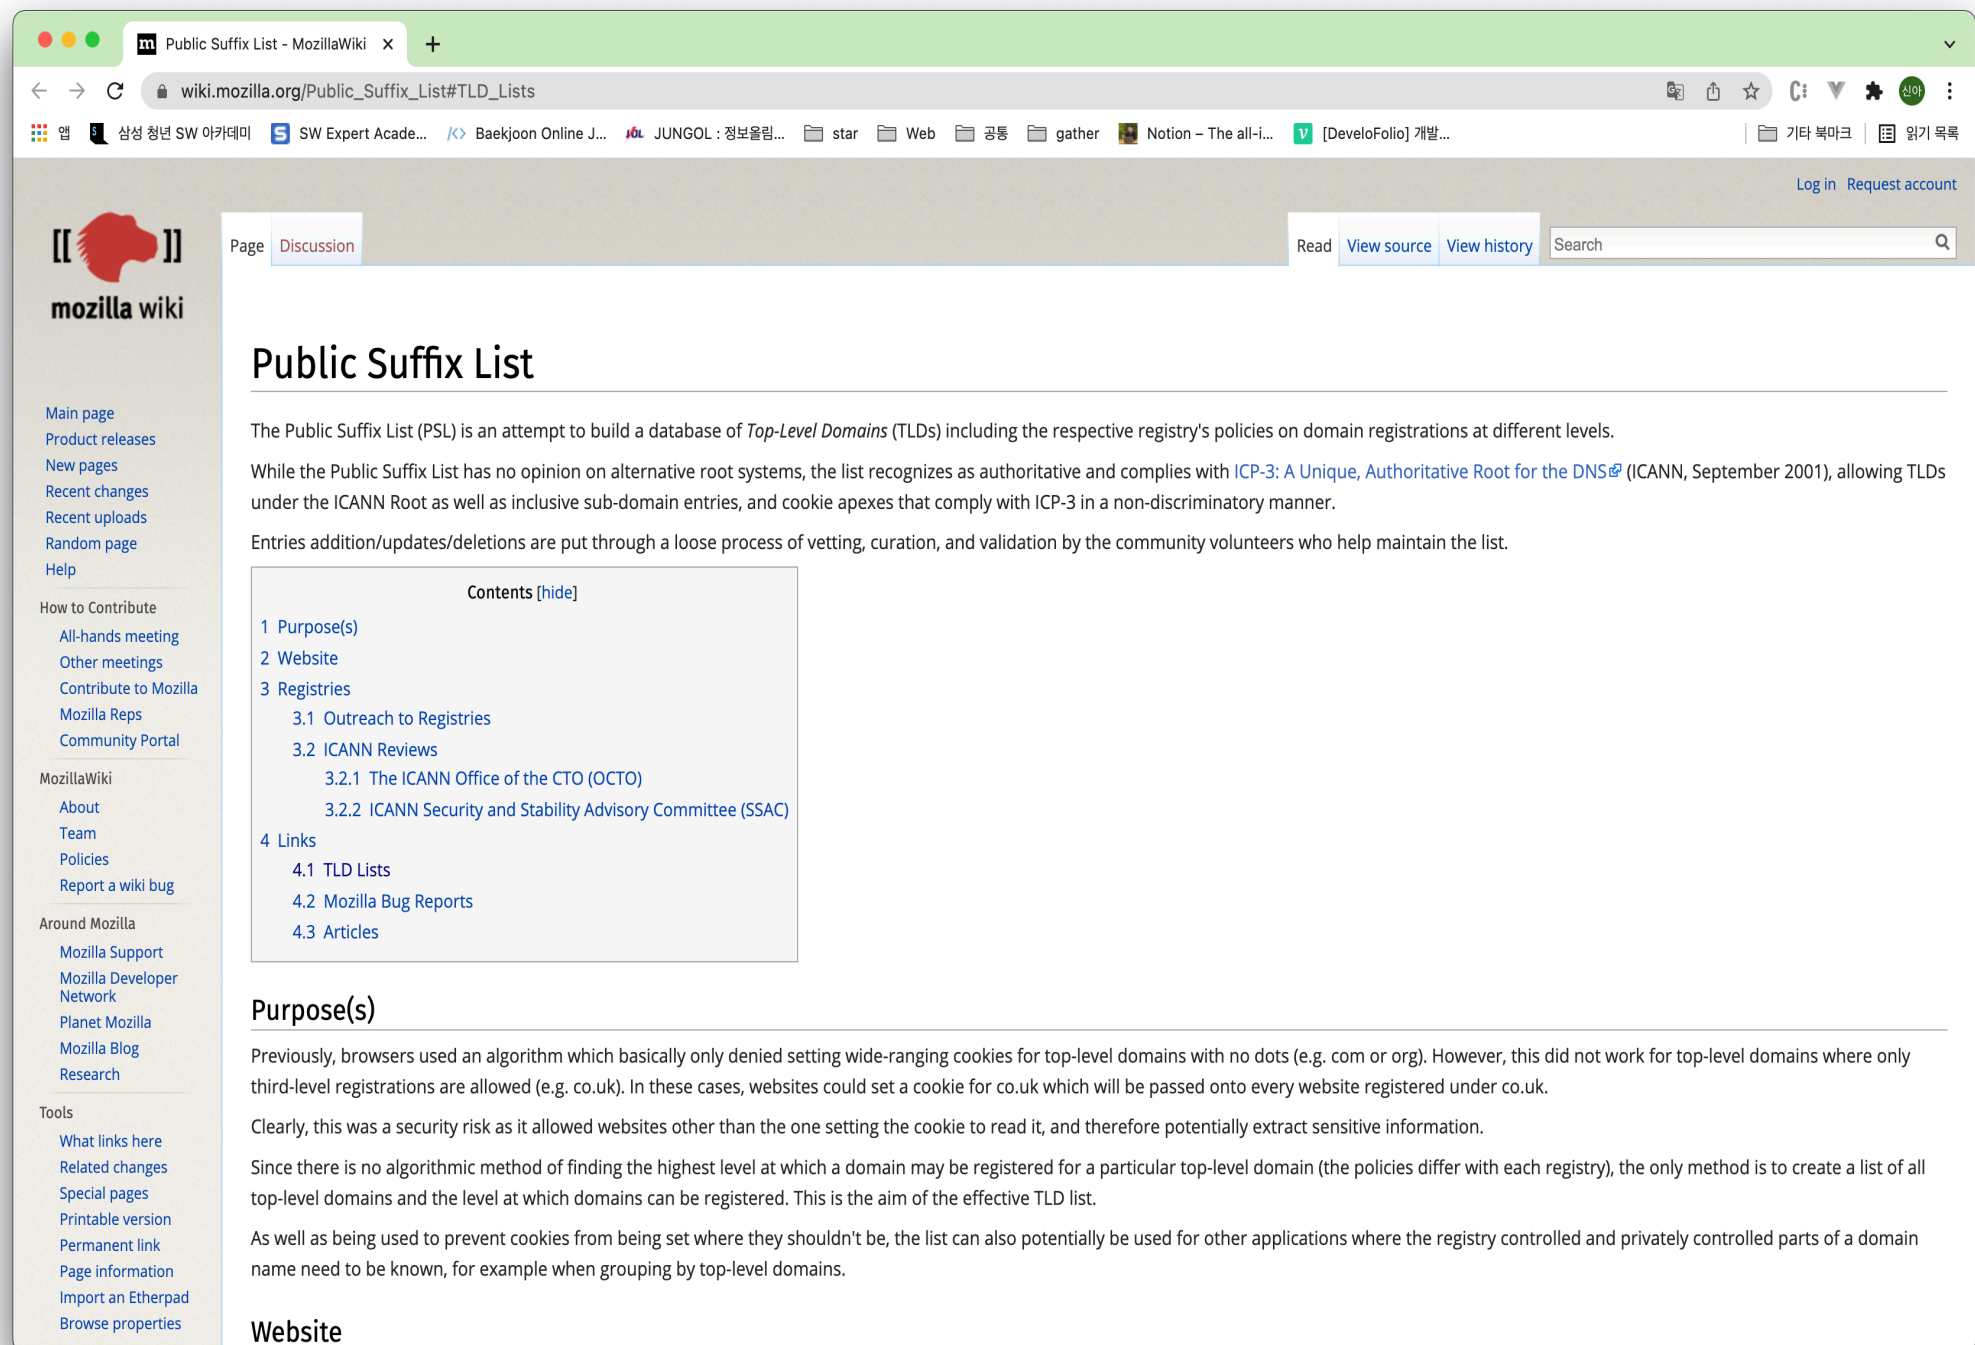 Public Suffix List - MozillaWiki
wiki.mozilla.org/Public_Suffix_List#TLD_Lists
신아
앱
삼성 청년 SW 아카데미
SW Expert Acade...
Baekjoon Online J...
JUNGOL : 정보올림...
star
Web
공통
gather
Notion – The all-i...
[DeveloFolio] 개발...
기타 북마크
읽기 목록
Log in Request account
[[ ]]
mozilla wiki
Page Discussion
Read View source View history
Search
Public Suffix List
The Public Suffix List (PSL) is an attempt to build a database of Top-Level Domains (TLDs) including the respective registry's policies on domain registrations at different levels.
While the Public Suffix List has no opinion on alternative root systems, the list recognizes as authoritative and complies with ICP-3: A Unique, Authoritative Root for the DNS (ICANN, September 2001), allowing TLDs
under the ICANN Root as well as inclusive sub-domain entries, and cookie apexes that comply with ICP-3 in a non-discriminatory manner.
Entries addition/updates/deletions are put through a loose process of vetting, curation, and validation by the community volunteers who help maintain the list.
Contents [hide]
1 Purpose(s)
2 Website
3 Registries
3.1 Outreach to Registries
3.2 ICANN Reviews
3.2.1 The ICANN Office of the CTO (OCTO)
3.2.2 ICANN Security and Stability Advisory Committee (SSAC)
4 Links
4.1 TLD Lists
4.2 Mozilla Bug Reports
4.3 Articles
Purpose(s)
Previously, browsers used an algorithm which basically only denied setting wide-ranging cookies for top-level domains with no dots (e.g. com or org). However, this did not work for top-level domains where only
third-level registrations are allowed (e.g. co.uk). In these cases, websites could set a cookie for co.uk which will be passed onto every website registered under co.uk.
Clearly, this was a security risk as it allowed websites other than the one setting the cookie to read it, and therefore potentially extract sensitive information.
Since there is no algorithmic method of finding the highest level at which a domain may be registered for a particular top-level domain (the policies differ with each registry), the only method is to create a list of all
top-level domains and the level at which domains can be registered. This is the aim of the effective TLD list.
As well as being used to prevent cookies from being set where they shouldn't be, the list can also potentially be used for other applications where the registry controlled and privately controlled parts of a domain
name need to be known, for example when grouping by top-level domains.
Website
Main page
Product releases
New pages
Recent changes
Recent uploads
Random page
Help
How to Contribute
All-hands meeting
Other meetings
Contribute to Mozilla
Mozilla Reps
Community Portal
MozillaWiki
About
Team
Policies
Report a wiki bug
Around Mozilla
Mozilla Support
Mozilla Developer
Network
Planet Mozilla
Mozilla Blog
Research
Tools
What links here
Related changes
Special pages
Printable version
Permanent link
Page information
Import an Etherpad
Browse properties